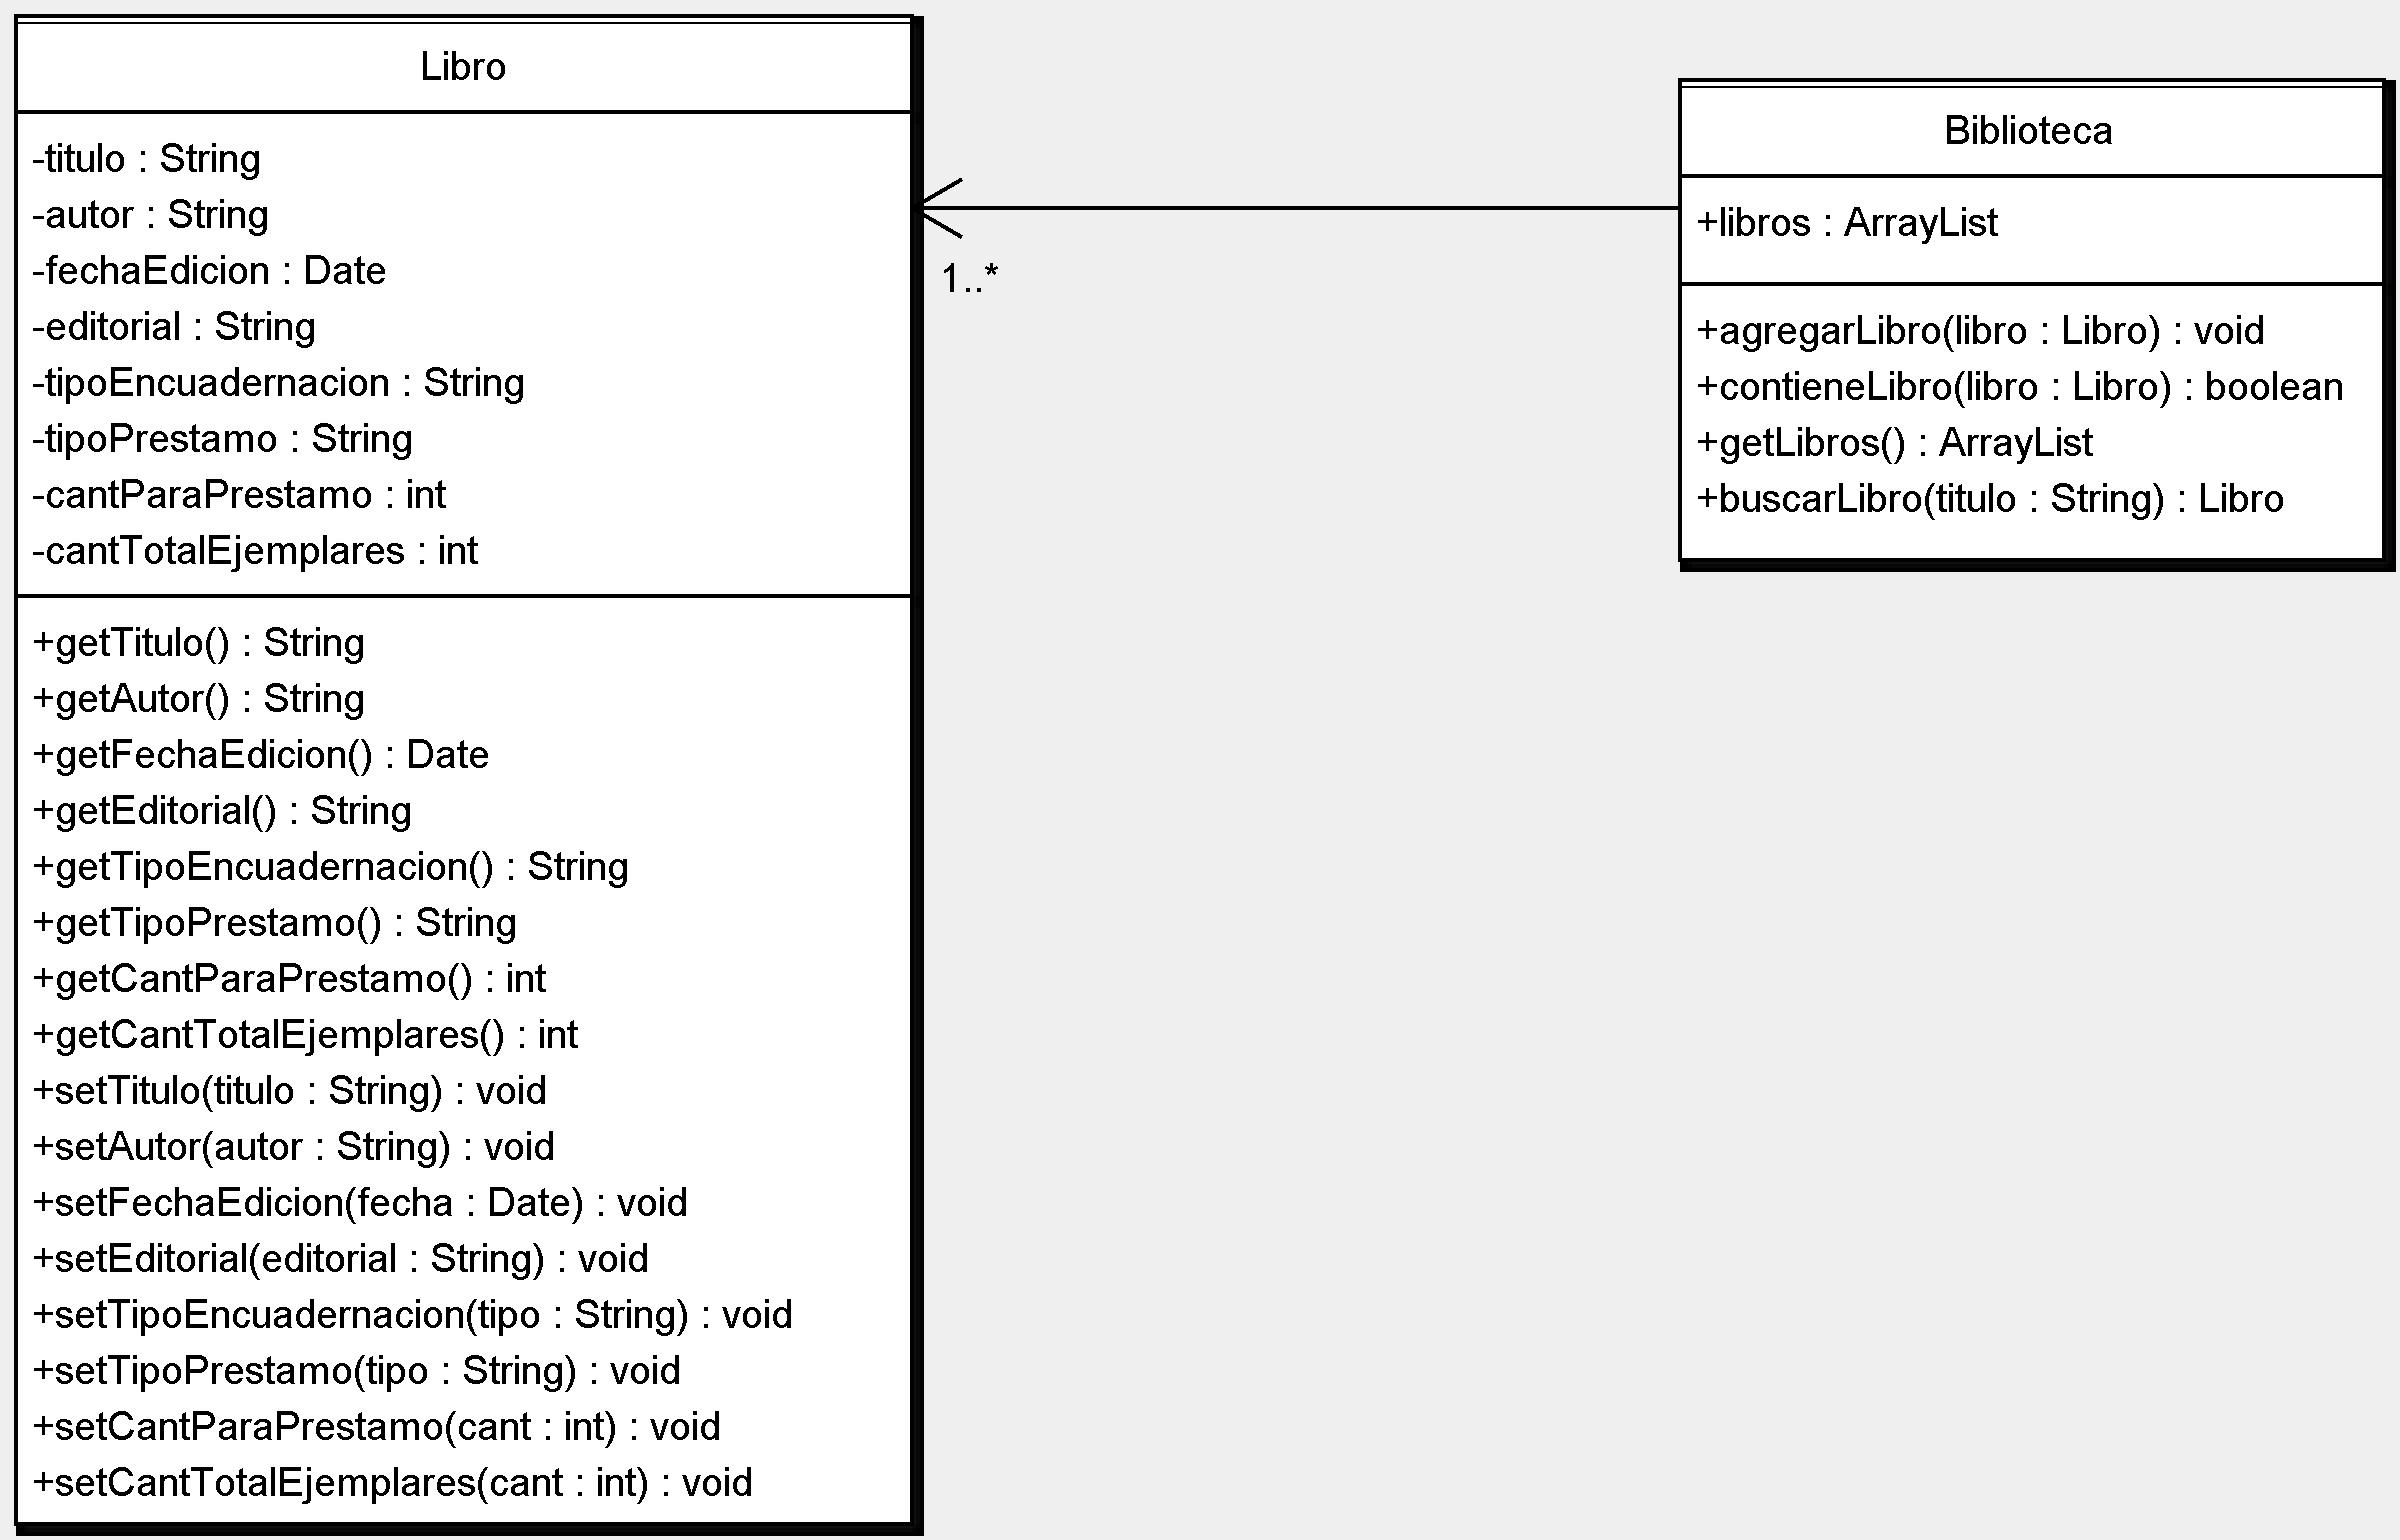 Libro
-titulo : String
-autor : String
-fechaEdicion : Date
-editorial : String
-tipoEncuadernacion : String
-tipoPrestamo : String
-cantParaPrestamo : int
-cantTotalEjemplares : int
+getTitulo() : String
+getAutor() : String
+getFechaEdicion() : Date
+getEditorial() : String
+getTipoEncuadernacion() : String
+getTipoPrestamo() : String
+getCantParaPrestamo() : int
+getCantTotalEjemplares() : int
+setTitulo(titulo : String) : void
+setAutor(autor : String) : void
+setFechaEdicion(fecha : Date) : void
+setEditorial(editorial : String) : void
+setTipoEncuadernacion(tipo : String) : void
+setTipoPrestamo(tipo : String) : void
+setCantParaPrestamo(cant : int) : void
+setCantTotalEjemplares(cant : int) : void
1..*
Biblioteca
+libros : ArrayList
+agregarLibro(libro : Libro) : void
+contieneLibro(libro : Libro) : boolean
+getLibros() : ArrayList
+buscarLibro(titulo : String) : Libro